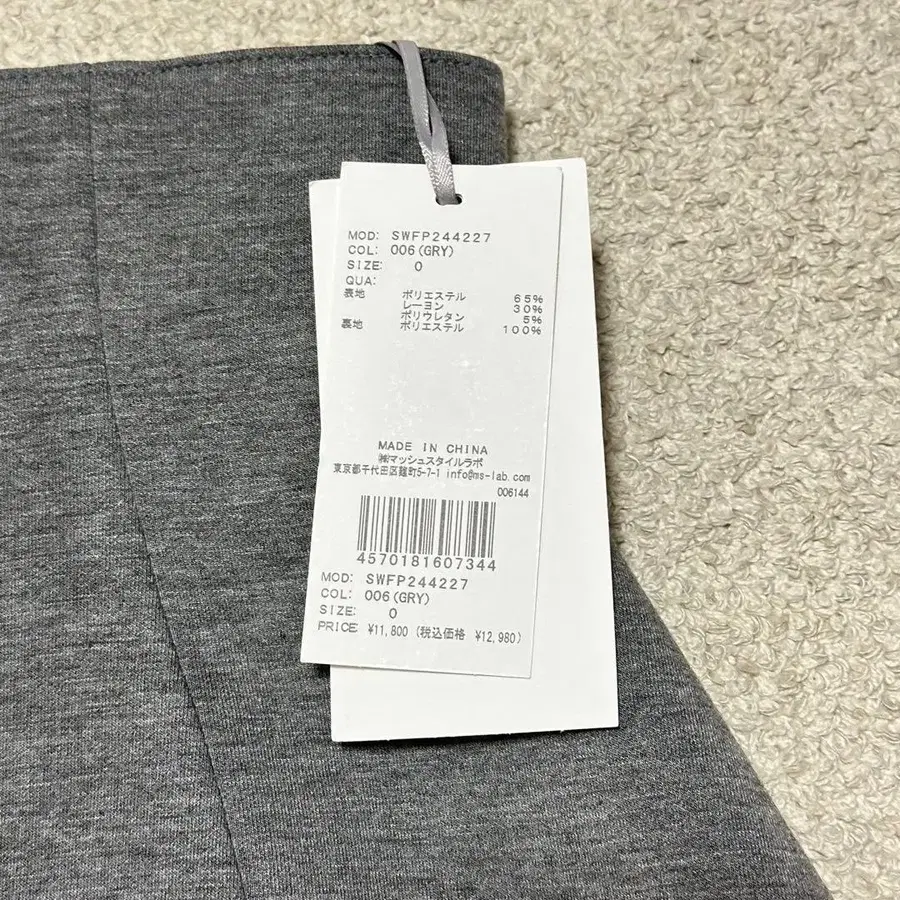 MOD: SWFP244227
COL: 006(GRY)
SIZE: 0
QUA:
表地 ポリエステル 65%
レーヨン 30%
ポリウレタン 5%
裏地 ポリエステル 100%
MADE IN CHINA
㈱マッシュスタイルラボ
東京都千代田区麹町5-7-1 info@ms-lab.com
006144
4570181607344
MOD: SWFP244227
COL: 006(GRY)
SIZE: 0
PRICE: ¥11,800 (税込価格 ¥12,980)